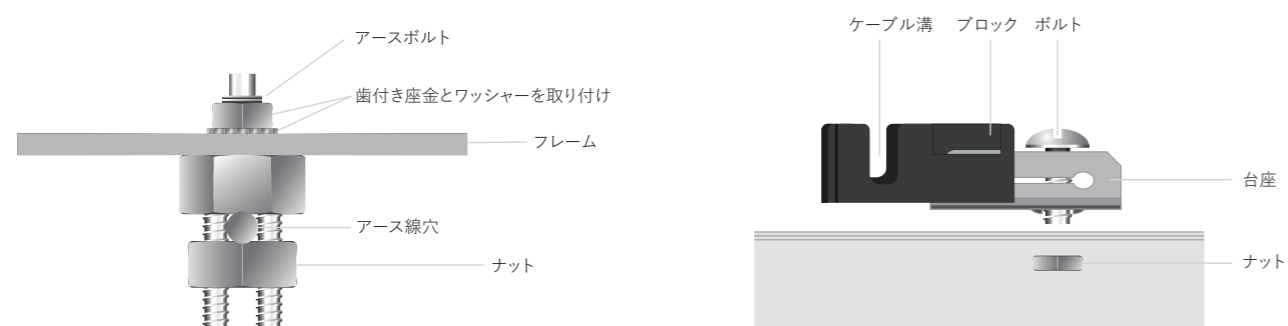 アースボルト
歯付き座金とワッシャーを取り付け
フレーム
アース線穴
ナット
ケーブル溝
ブロック
ボルト
台座
ナット